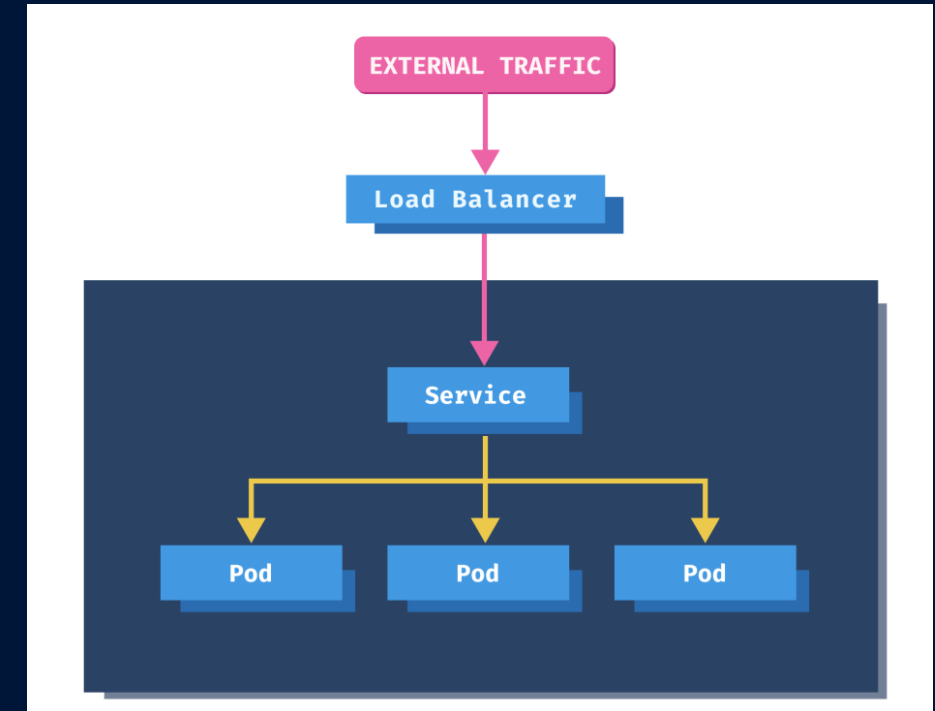 EXTERNAL TRAFFIC
Load Balancer
Service
Pod
Pod
Pod